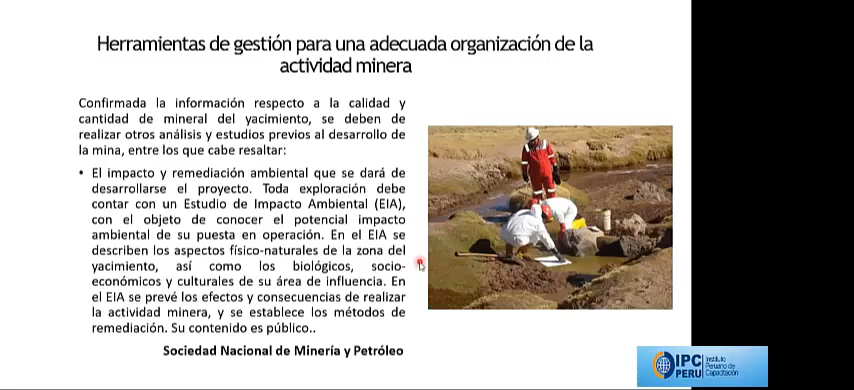 Herramientas de gestión para una adecuada organización de la
actividad minera
Confirmada la información respecto a la calidad y
cantidad de mineral del yacimiento, se deben de
realizar otros análisis y estudios previos al desarrollo de
la mina, entre los que cabe resaltar:
• El impacto y remediación ambiental que se dará de
desarrollarse el proyecto. Toda exploración debe
contar con un Estudio de Impacto Ambiental (EIA),
con el objeto de conocer el potencial impacto
ambiental de su puesta en operación. En el EIA se
describen los aspectos físico-naturales de la zona del
yacimiento, así como los biológicos, socio-
económicos y culturales de su área de influencia. En
el EIA se prevé los efectos y consecuencias de realizar
la actividad minera, y se establece los métodos de
remediación. Su contenido es público..
Sociedad Nacional de Minería y Petróleo
IPC
PERU
Instituto
Peruano de
Capacitación